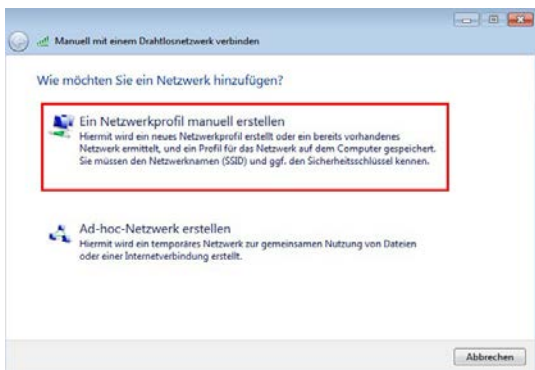 Manuell mit einem Drahtlosnetzwerk verbinden
Wie möchten Sie ein Netzwerk hinzufügen?
Ein Netzwerkprofil manuell erstellen
Hiermit wird ein neues Netzwerkprofil erstellt oder ein bereits vorhandenes
Netzwerk ermittelt, und ein Profil für das Netzwerk auf dem Computer gespeichert.
Sie müssen den Netzwerknamen (SSID) und ggf. den Sicherheitsschlüssel kennen.
Ad-hoc-Netzwerk erstellen
Hiermit wird ein temporäres Netzwerk zur gemeinsamen Nutzung von Dateien
oder einer Internetverbindung erstellt.
Abbrechen